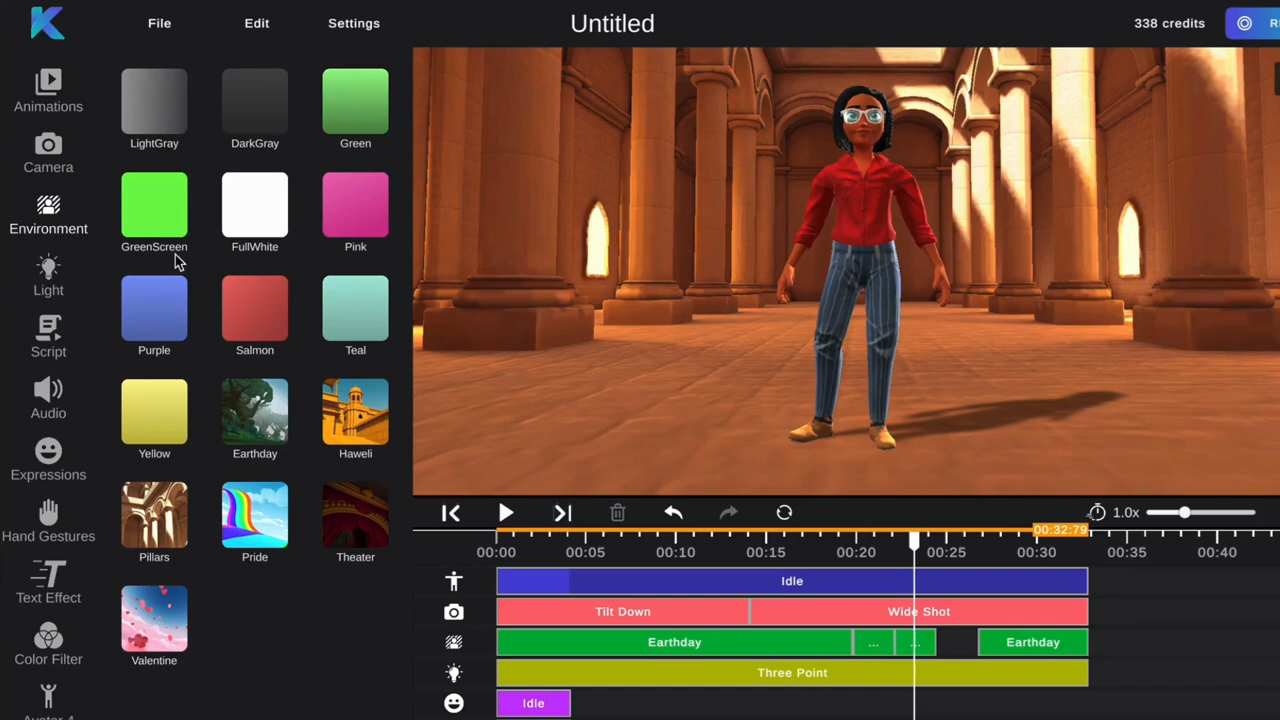 File Edit Settings Untitled 338 credits
Animations
Camera
Environment
Light
Script
Audio
Expressions
Hand Gestures
Text Effect
Color Filter
LightGray DarkGray Green
GreenScreen FullWhite Pink
Purple Salmon Teal
Yellow Earthday Haweli
Pillars Pride Theater
Valentine
1.0x
00:32:79
00:00 00:05 00:10 00:15 00:20 00:25 00:30 00:35 00:40
Idle
Tilt Down Wide Shot
Earthday ... ... Earthday
Three Point
Idle